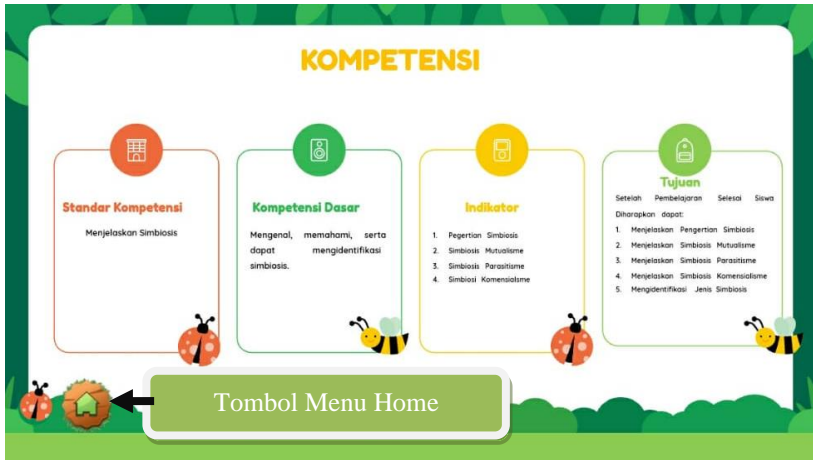 KOMPETENSI
Standar Kompetensi
Menjelaskan Simbiosis
Kompetensi Dasar
Mengenal, memahami, serta
dapat mengidentifikasi
simbiosis.
Indikator
1. Pegertian Simbiosis
2. Simbiosis Mutualisme
3. Simbiosis Parasitisme
4. Simbiosi Komensialsme
Tujuan
Setelah Pembelajaran Selesai Siswa
Diharapkan dapat:
1. Menjelaskan Pengertian Simbiosis
2. Menjelaskan Simbiosis Mutualisme
3. Menjelaskan Simbiosis Parasitisme
4. Menjelaskan Simbiosis Komensialisme
5. Mengidentifikasi Jenis Simbiosis
Tombol Menu Home